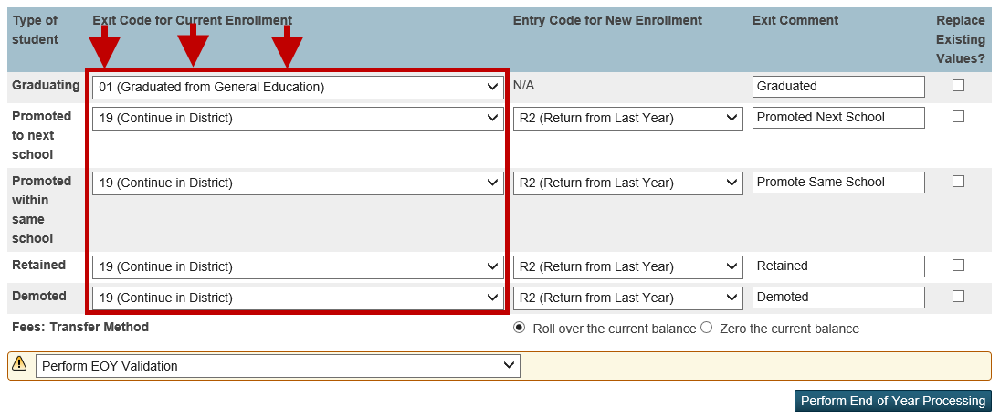 Type of student
Exit Code for Current Enrollment
Entry Code for New Enrollment
Exit Comment
Replace Existing Values?
Graduating
01 (Graduated from General Education)
N/A
Graduated
Promoted to next school
19 (Continue in District)
R2 (Return from Last Year)
Promoted Next School
Promoted within same school
19 (Continue in District)
R2 (Return from Last Year)
Promote Same School
Retained
19 (Continue in District)
R2 (Return from Last Year)
Retained
Demoted
19 (Continue in District)
R2 (Return from Last Year)
Demoted
Fees: Transfer Method
Roll over the current balance
Zero the current balance
Perform EOY Validation
Perform End-of-Year Processing